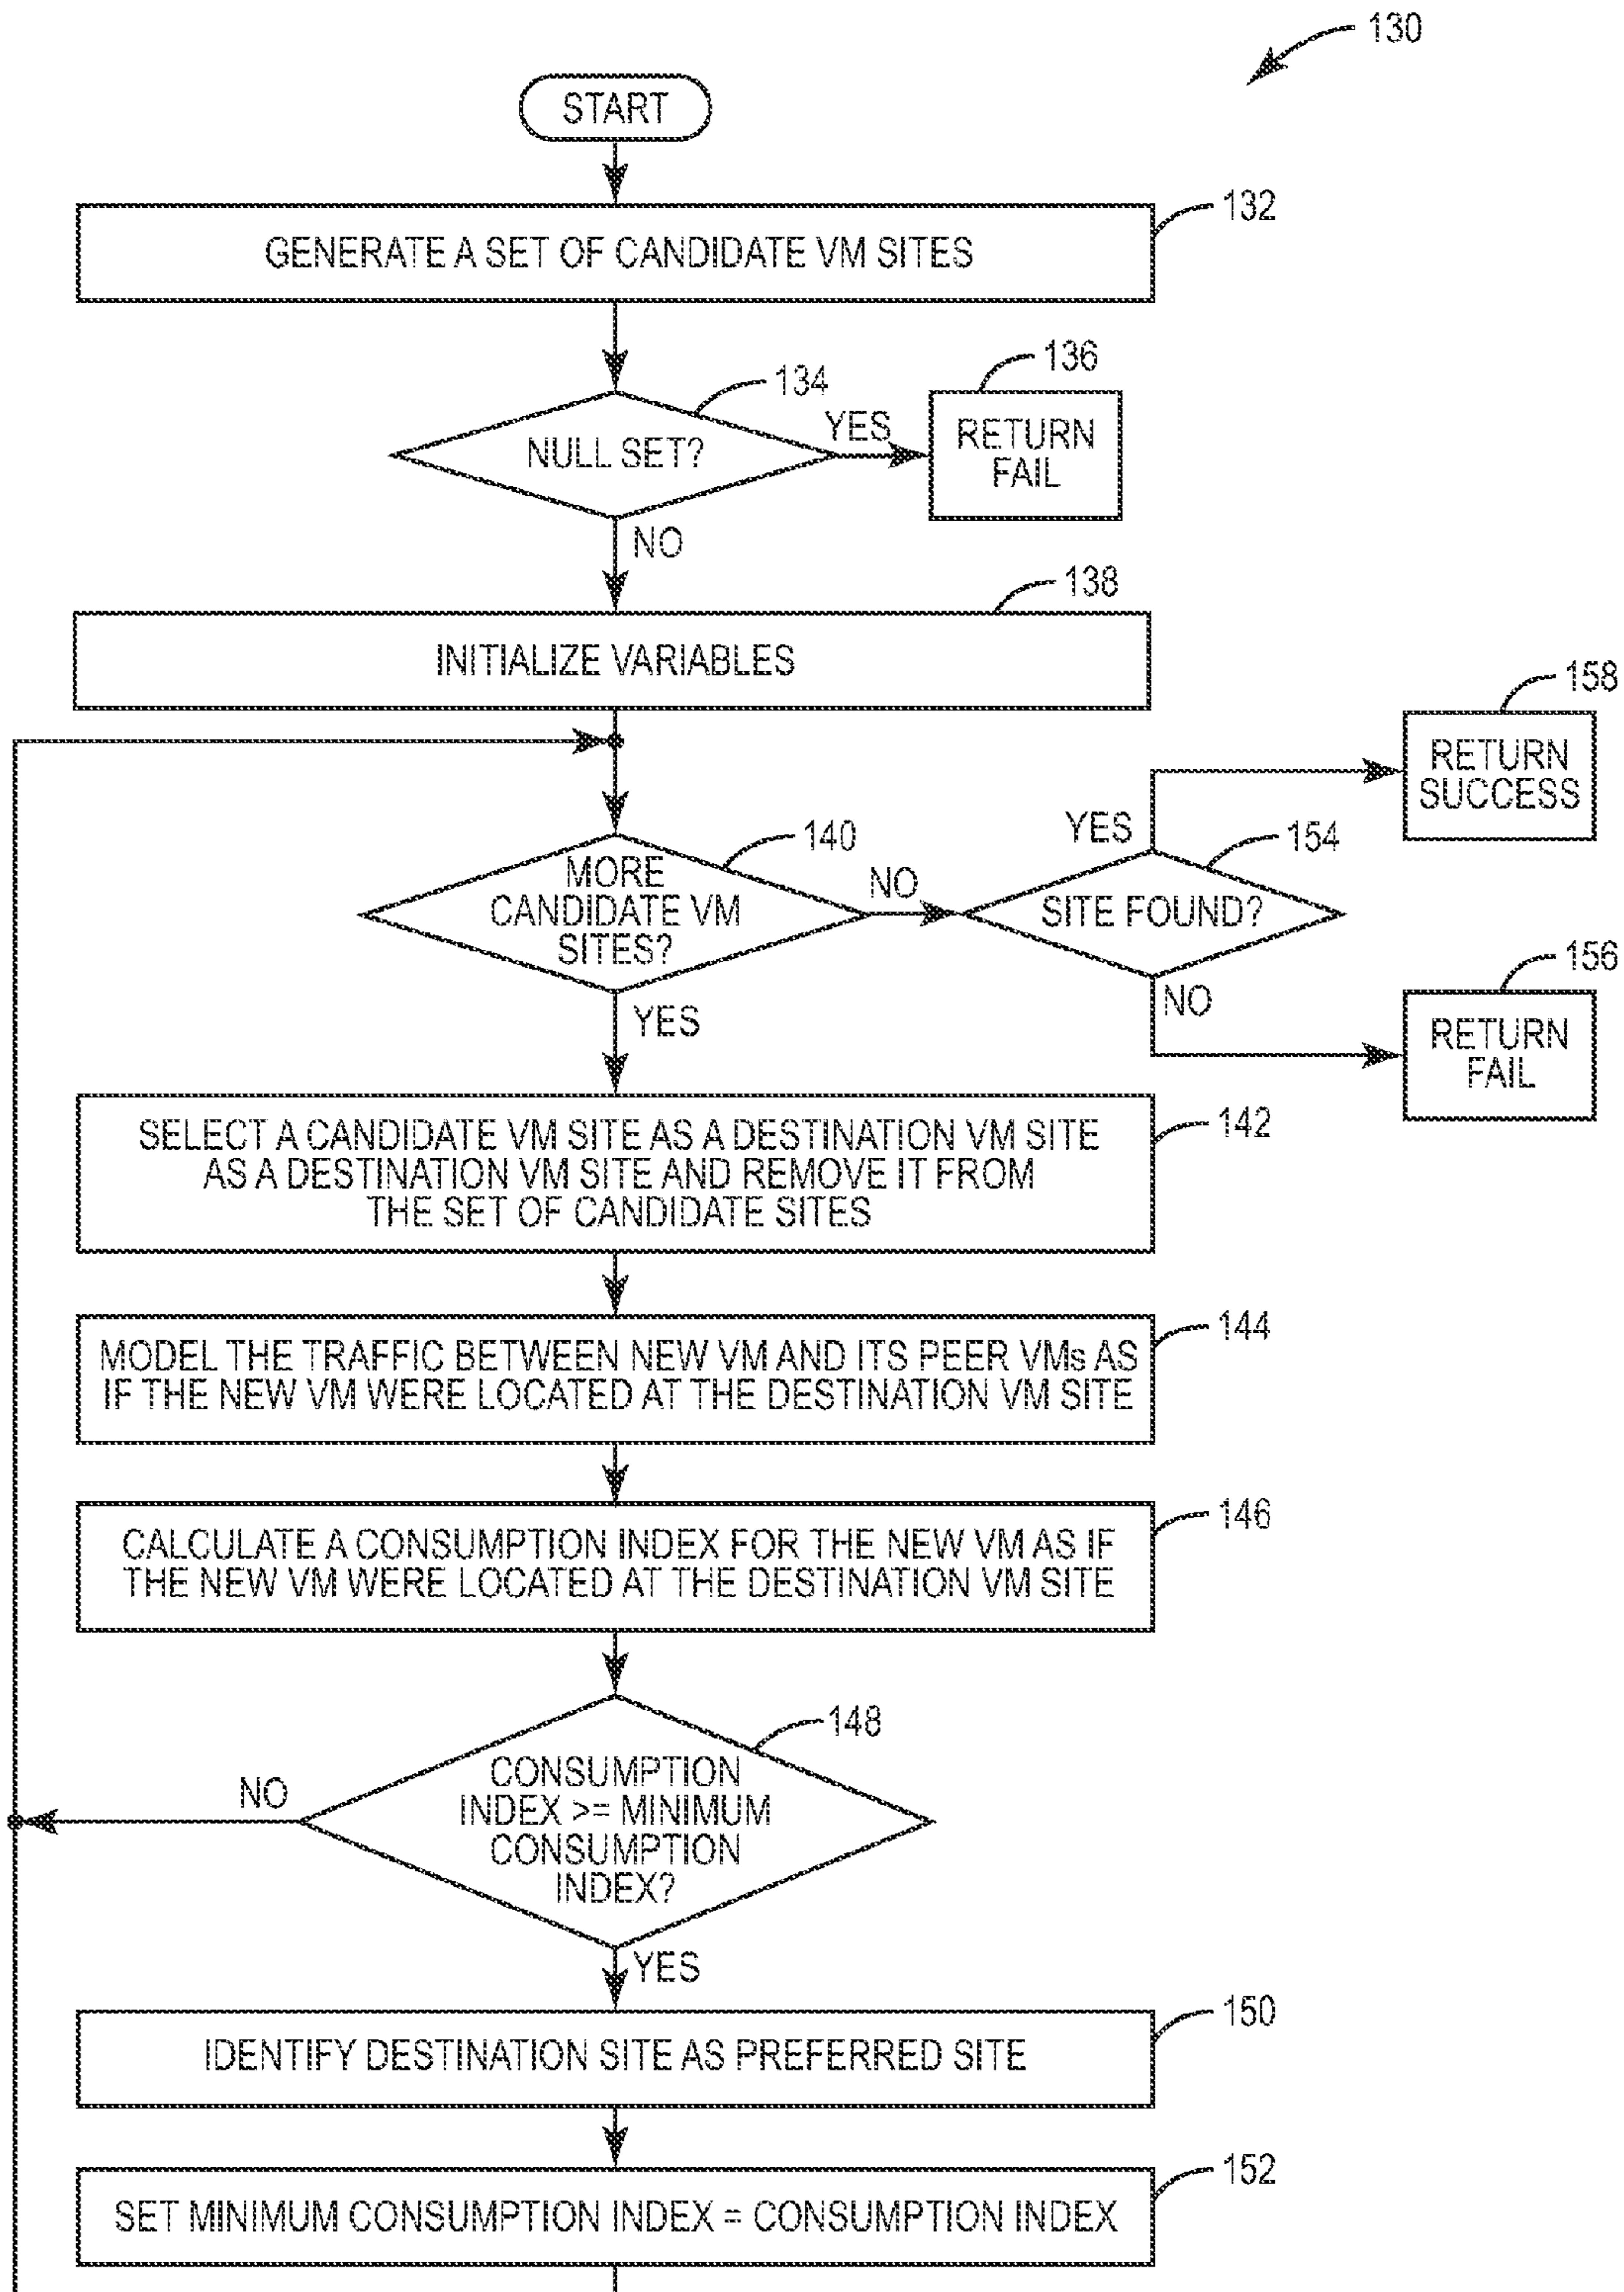 130
START
132
GENERATE A SET OF CANDIDATE VM SITES
134
136
NULL SET?
YES
RETURN
FAIL
NO
138
INITIALIZE VARIABLES
158
RETURN
SUCCESS
140
MORE
CANDIDATE VM
SITES?
NO
YES
154
SITE FOUND?
NO
156
RETURN
FAIL
YES
142
SELECT A CANDIDATE VM SITE AS A DESTINATION VM SITE
AS A DESTINATION VM SITE AND REMOVE IT FROM
THE SET OF CANDIDATE SITES
144
MODEL THE TRAFFIC BETWEEN NEW VM AND ITS PEER VMs AS
IF THE NEW VM WERE LOCATED AT THE DESTINATION VM SITE
146
CALCULATE A CONSUMPTION INDEX FOR THE NEW VM AS IF
THE NEW VM WERE LOCATED AT THE DESTINATION VM SITE
148
CONSUMPTION
INDEX >= MINIMUM
CONSUMPTION
INDEX?
NO
YES
150
IDENTIFY DESTINATION SITE AS PREFERRED SITE
152
SET MINIMUM CONSUMPTION INDEX = CONSUMPTION INDEX